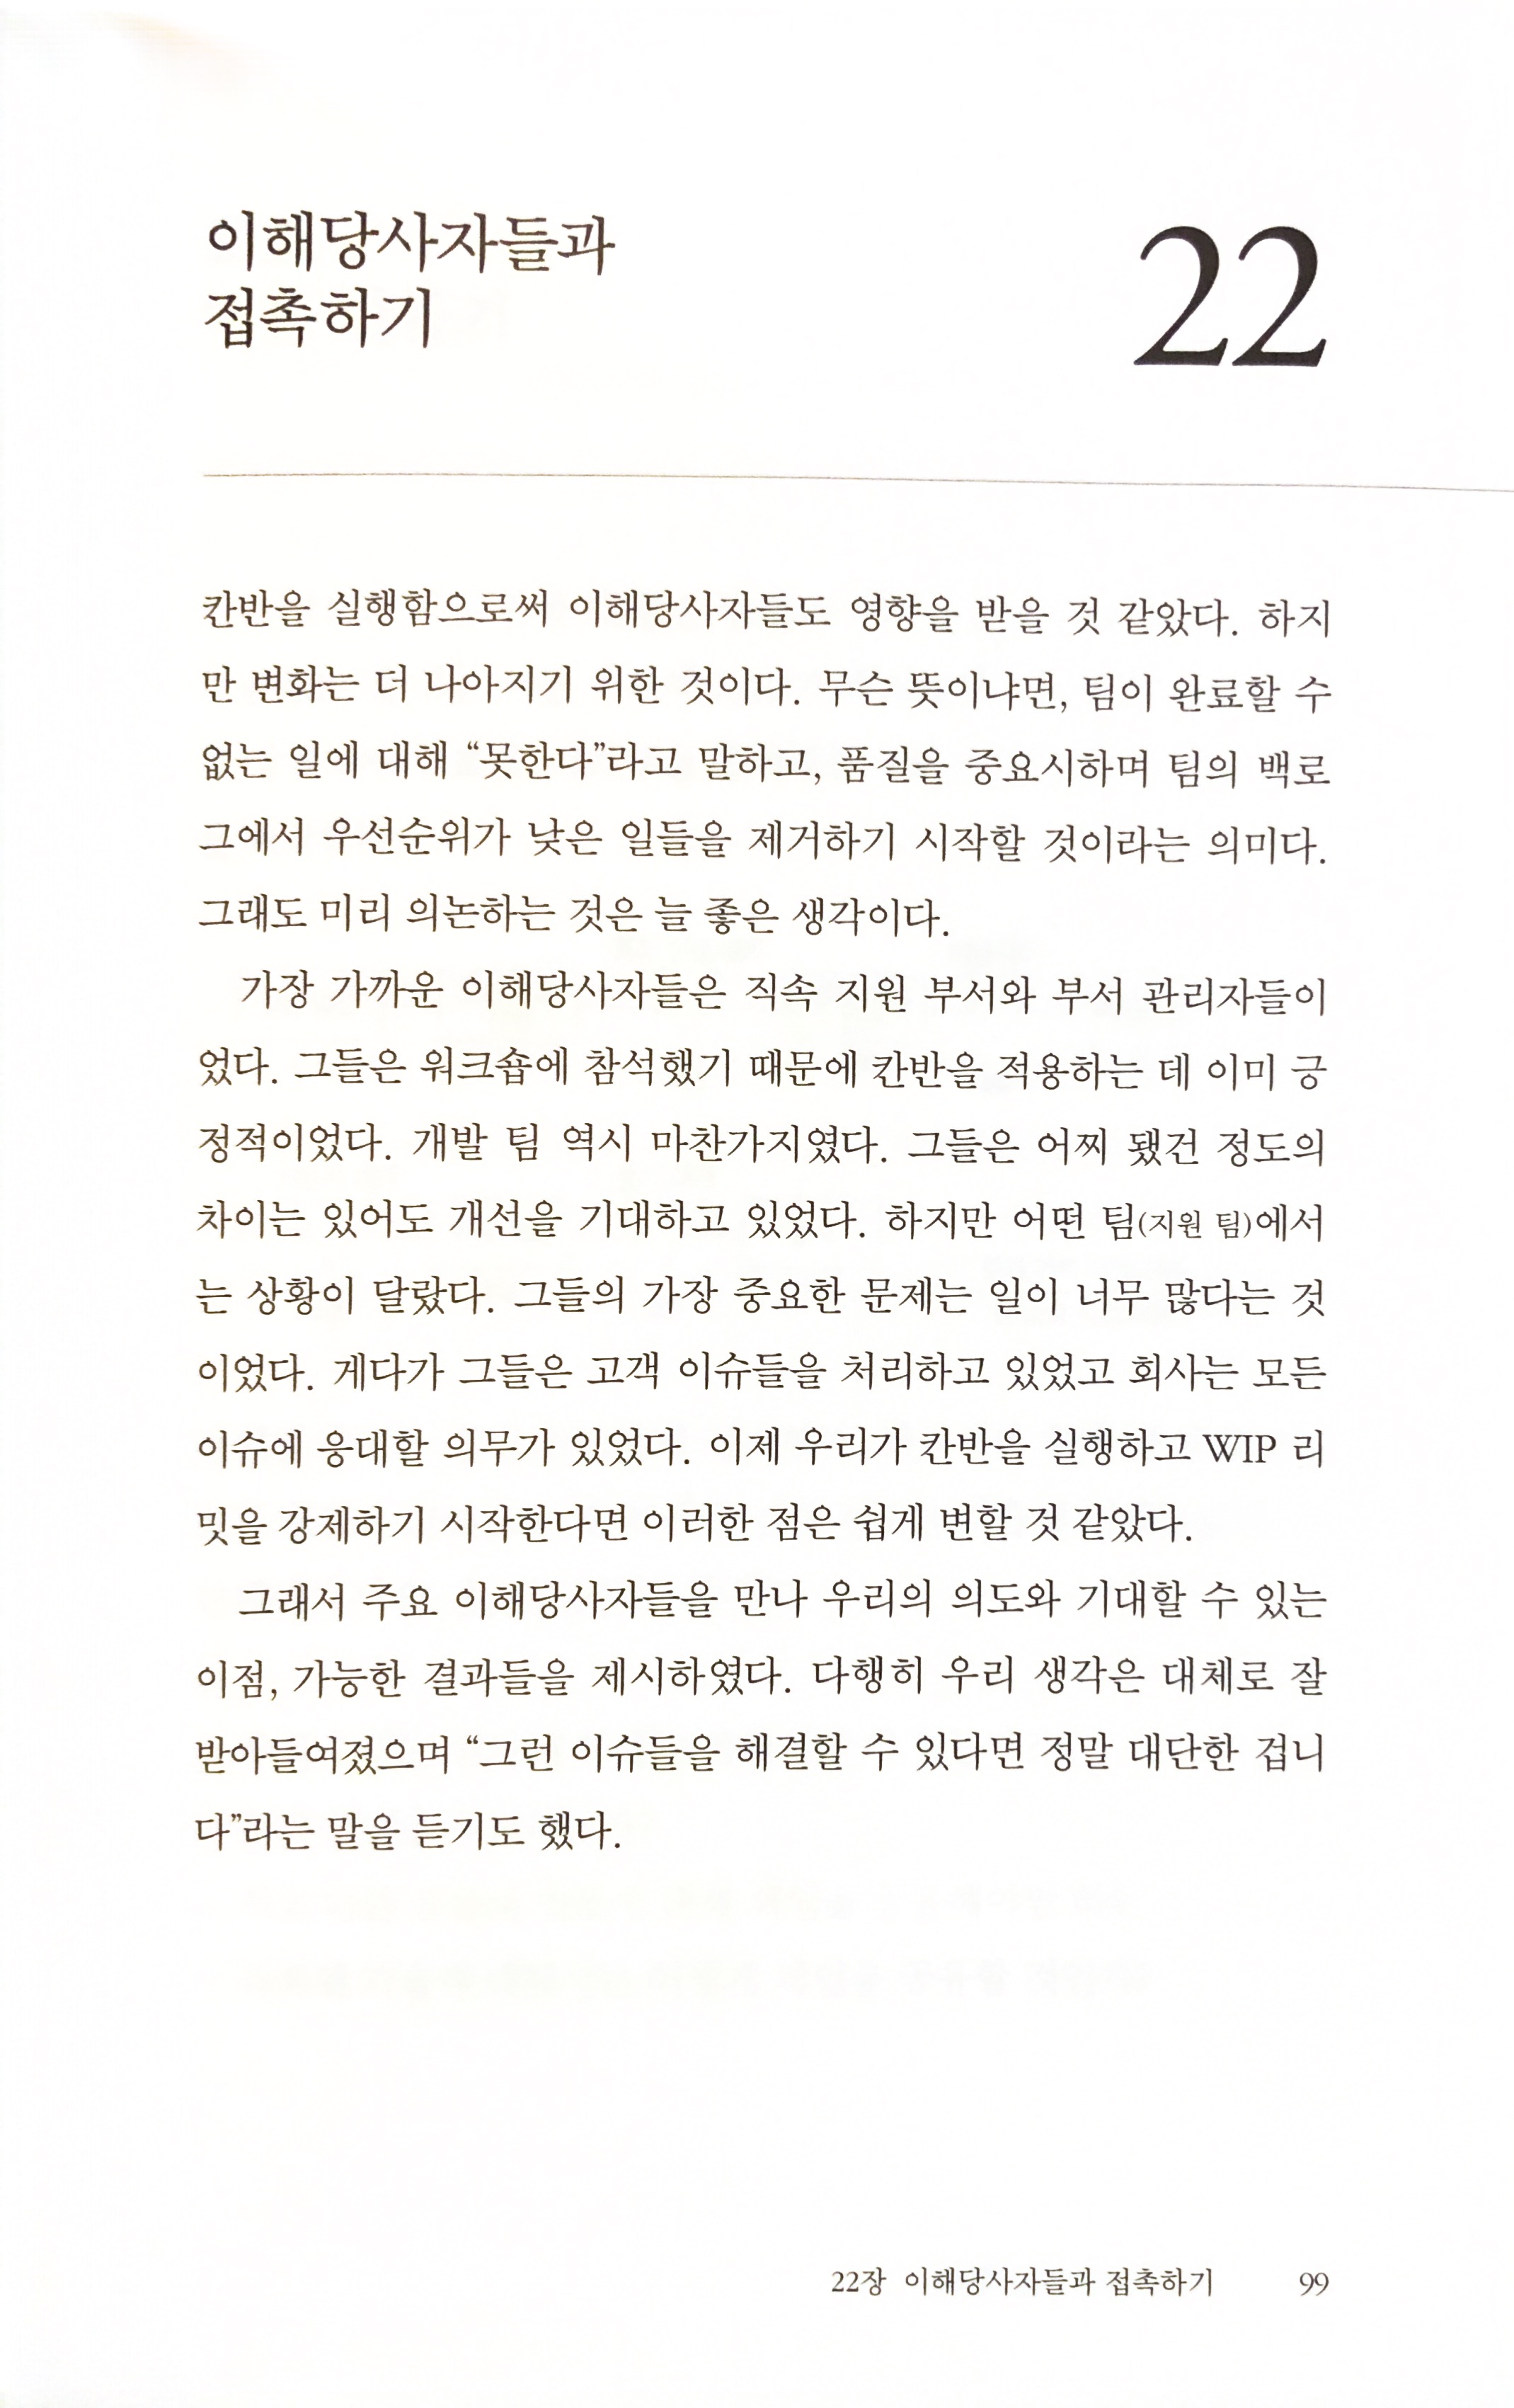 이해당사자들과
접촉하기
22
칸반을 실행함으로써 이해당사자들도 영향을 받을 것 같았다. 하지
만 변화는 더 나아지기 위한 것이다. 무슨 뜻이냐면, 팀이 완료할 수
없는 일에 대해 “못한다”라고 말하고, 품질을 중요시하며 팀의 백로
그에서 우선순위가 낮은 일들을 제거하기 시작할 것이라는 의미다.
그래도 미리 의논하는 것은 늘 좋은 생각이다.
가장 가까운 이해당사자들은 직속 지원 부서와 부서 관리자들이
었다. 그들은 워크숍에 참석했기 때문에 칸반을 적용하는 데 이미 긍
정적이었다. 개발 팀 역시 마찬가지였다. 그들은 어찌 됐건 정도의
차이는 있어도 개선을 기대하고 있었다. 하지만 어떤 팀(지원 팀)에서
는 상황이 달랐다. 그들의 가장 중요한 문제는 일이 너무 많다는 것
이었다. 게다가 그들은 고객 이슈들을 처리하고 있었고 회사는 모든
이슈에 응대할 의무가 있었다. 이제 우리가 칸반을 실행하고 WIP 리
밋을 강제하기 시작한다면 이러한 점은 쉽게 변할 것 같았다.
그래서 주요 이해당사자들을 만나 우리의 의도와 기대할 수 있는
이점, 가능한 결과들을 제시하였다. 다행히 우리 생각은 대체로 잘
받아들여졌으며 “그런 이슈들을 해결할 수 있다면 정말 대단한 겁니
다”라는 말을 듣기도 했다.
22장 이해당사자들과 접촉하기 99